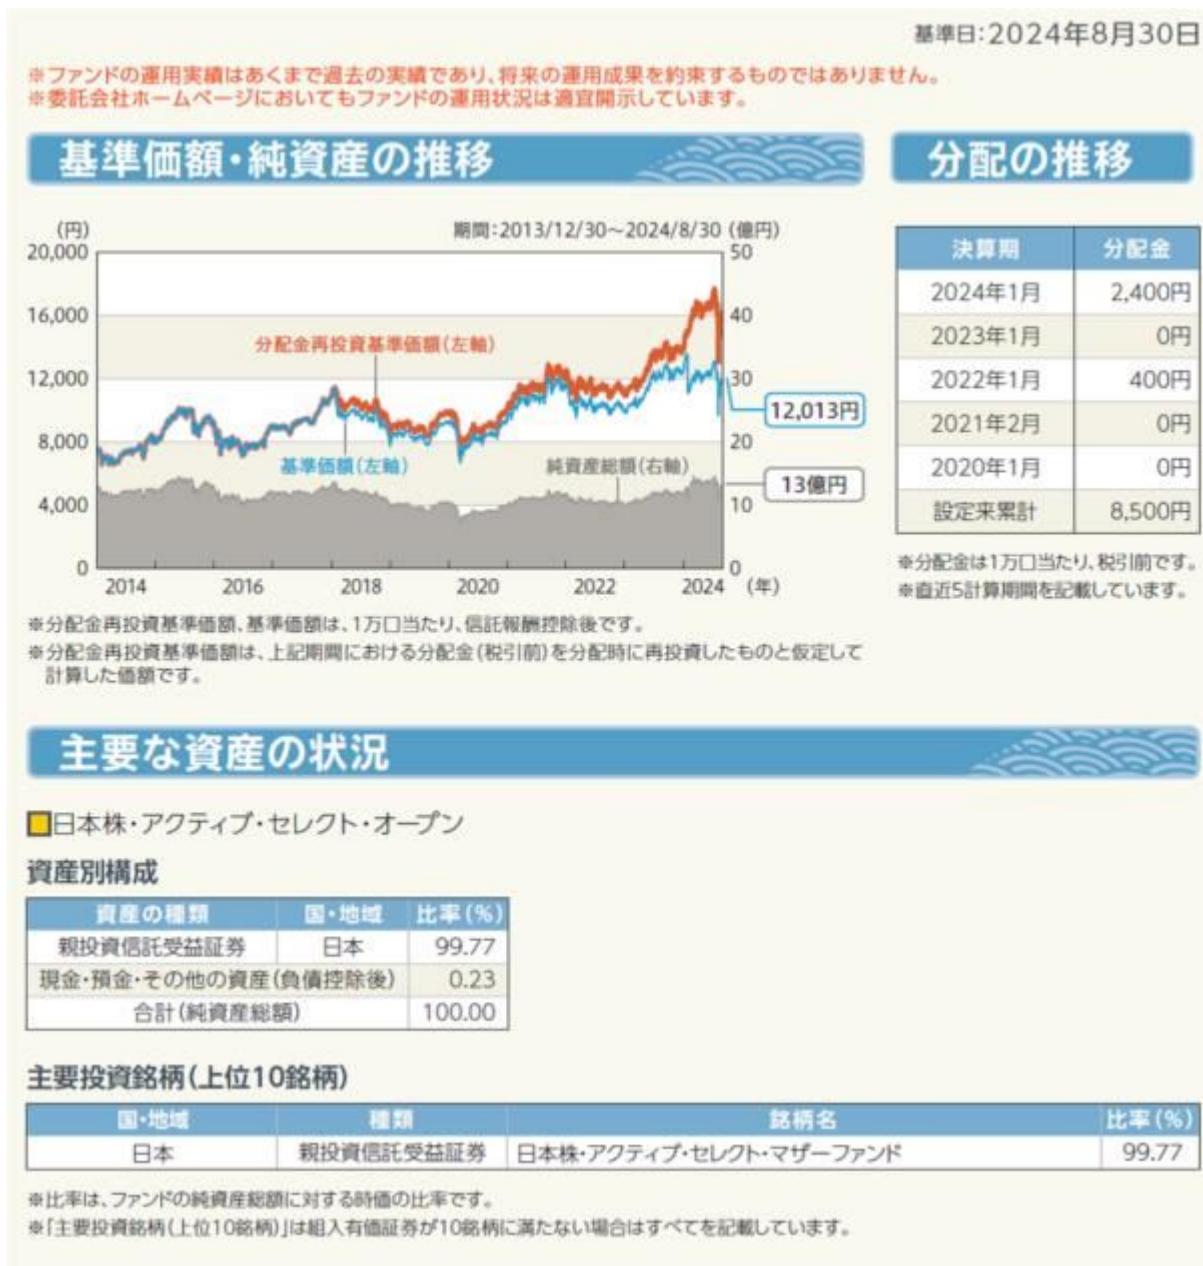 基準日:2024年8月30日
※ファンドの運用実績はあくまで過去の実績であり、将来の運用成果を約束するものではありません。
※委託会社ホームページにおいてもファンドの運用状況は適宜開示しています。
基準価額・純資産の推移
(円)
期間:2013/12/30～2024/8/30 (億円)
20,000
16,000
12,000
8,000
4,000
0
50
40
30
20
10
0
分配金再投資基準価額(左軸)
基準価額(左軸)
純資産総額(右軸)
12,013円
13億円
2014 2016 2018 2020 2022 2024 (年)
※分配金再投資基準価額、基準価額は、1万口当たり、信託報酬控除後です。
※分配金再投資基準価額は、上記期間における分配金(税引前)を分配時に再投資したものと仮定して
計算した価額です。
分配の推移
決算期 分配金
2024年1月 2,400円
2023年1月 0円
2022年1月 400円
2021年2月 0円
2020年1月 0円
設定来累計 8,500円
※分配金は1万口当たり、税引前です。
※直近5計算期間を記載しています。
主要な資産の状況
日本株・アクティブ・セレクト・オープン
資産別構成
資産の種類 国・地域 比率(%)
親投資信託受益証券 日本 99.77
現金・預金・その他の資産(負債控除後) 0.23
合計(純資産総額) 100.00
主要投資銘柄(上位10銘柄)
国・地域 種類 銘柄名 比率(%)
日本 親投資信託受益証券 日本株・アクティブ・セレクト・マザーファンド 99.77
※比率は、ファンドの純資産総額に対する時価の比率です。
※「主要投資銘柄(上位10銘柄)」は組入有価証券が10銘柄に満たない場合はすべてを記載しています。